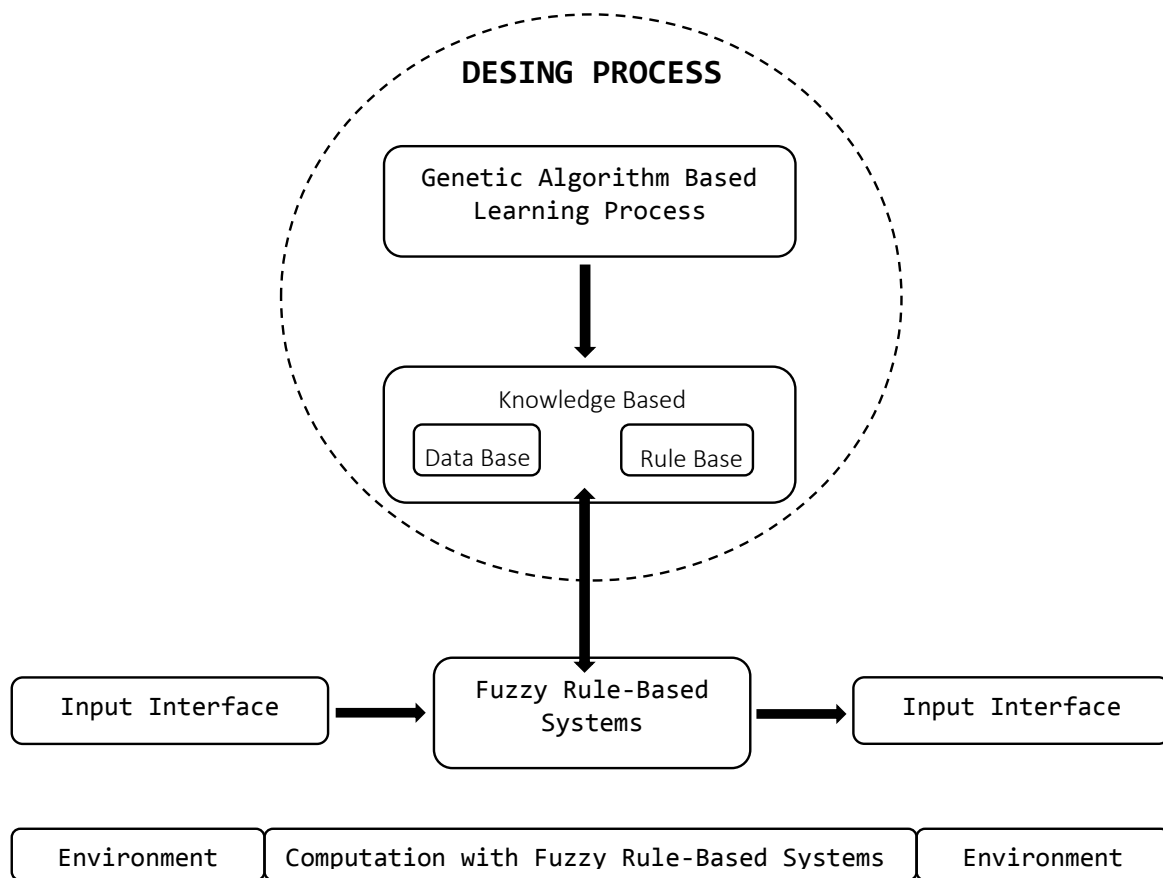 DESING PROCESS
Genetic Algorithm Based
Learning Process
Knowledge Based
Data Base
Rule Base
Input Interface
Fuzzy Rule-Based
Systems
Input Interface
Environment
Computation with Fuzzy Rule-Based Systems
Environment